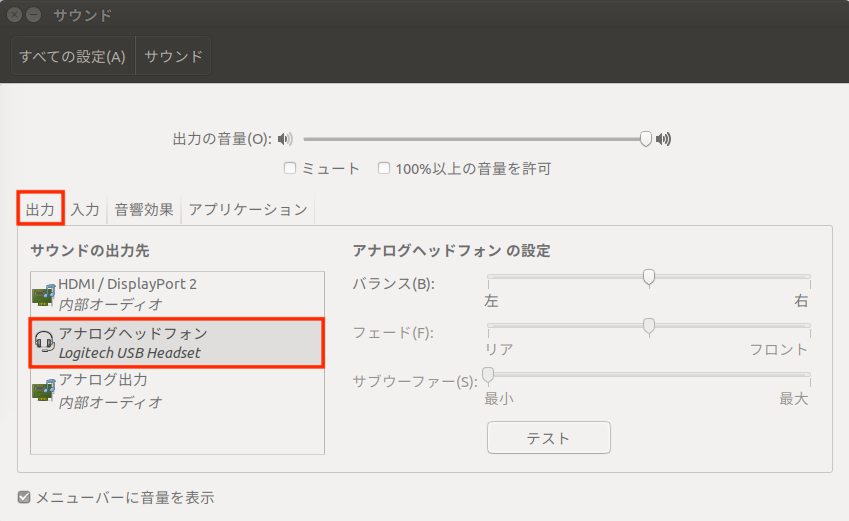 サウンド
すべての設定(A) サウンド
出力の音量(O):
ミュート 100%以上の音量を許可
出力 入力 音響効果 アプリケーション
サウンドの出力先
HDMI / DisplayPort 2
内部オーディオ
アナログヘッドフォン
Logitech USB Headset
アナログ出力
内部オーディオ
アナログヘッドフォン の設定
バランス(B):
左 右
フェード(F):
リア フロント
サブウーファー(S):
最小 最大
テスト
メニューバーに音量を表示